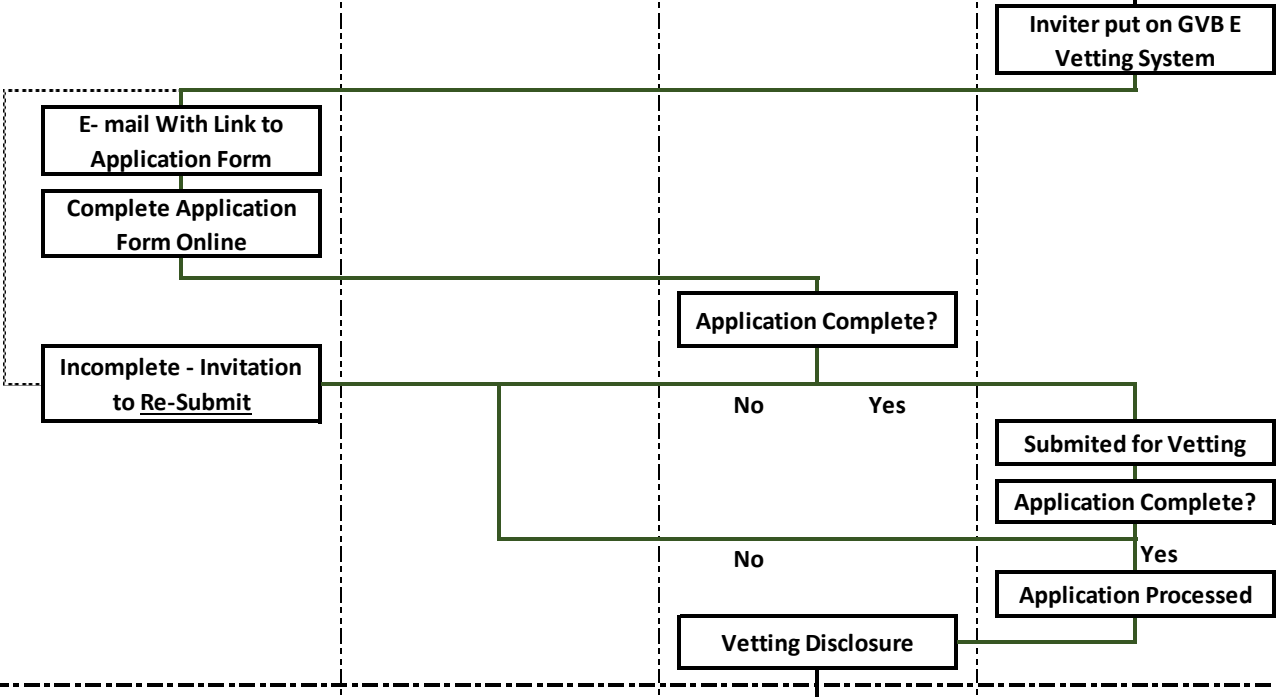 Inviter put on GVB E
Vetting System
E- mail With Link to
Application Form
Complete Application
Form Online
Application Complete?
Incomplete - Invitation
to Re-Submit
No
Yes
Submited for Vetting
Application Complete?
No
Yes
Application Processed
Vetting Disclosure